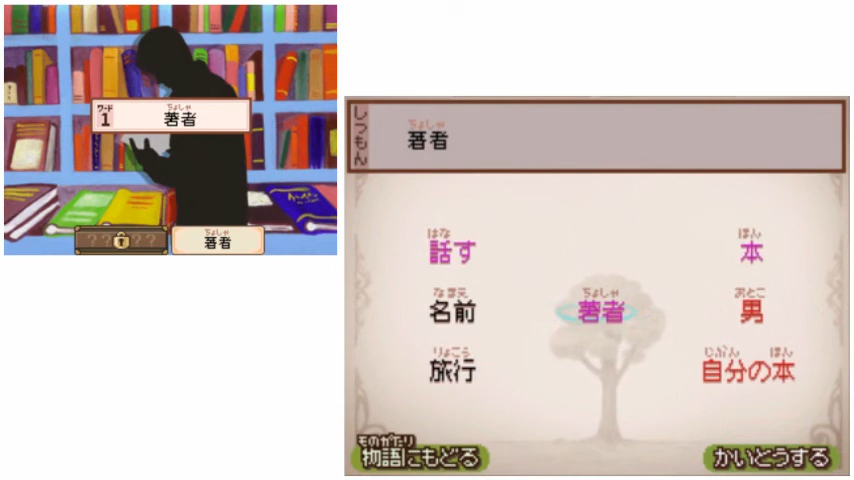 ワード
1
ちょしゃ
著者
??
??
ちょしゃ
著者
しつもん
ちょしゃ
著者
はな
話す
ほん
本
なまえ
名前
ちょしゃ
著者
おとこ
男
りょこう
旅行
じぶん ほん
自分の本
ものがたり
物語にもどる
かいとうする